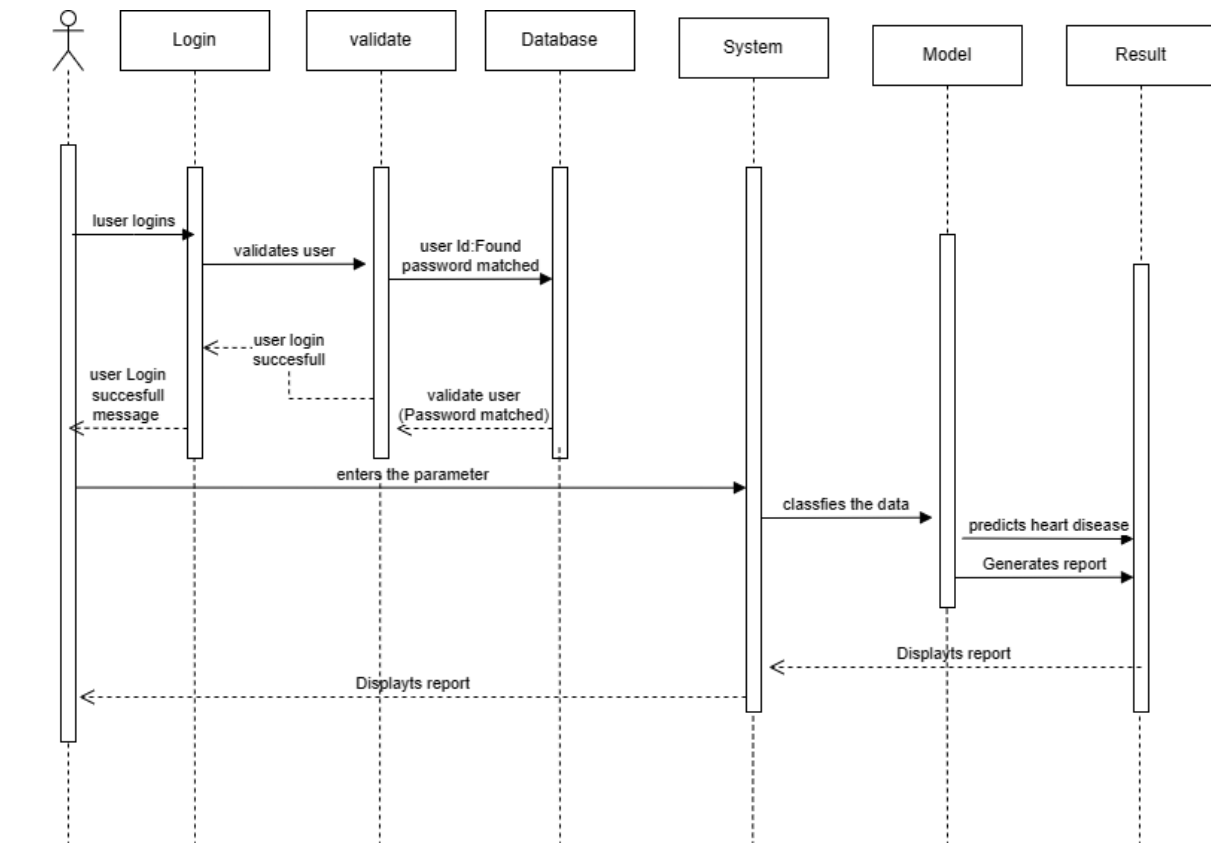 Login
validate
Database
System
Model
Result
luser logins
validates user
user Id:Found
password matched
user login
succesfull
user Login
succesfull
message
validate user
(Password matched)
enters the parameter
classfies the data
predicts heart disease
Generates report
Displayts report
Displayts report